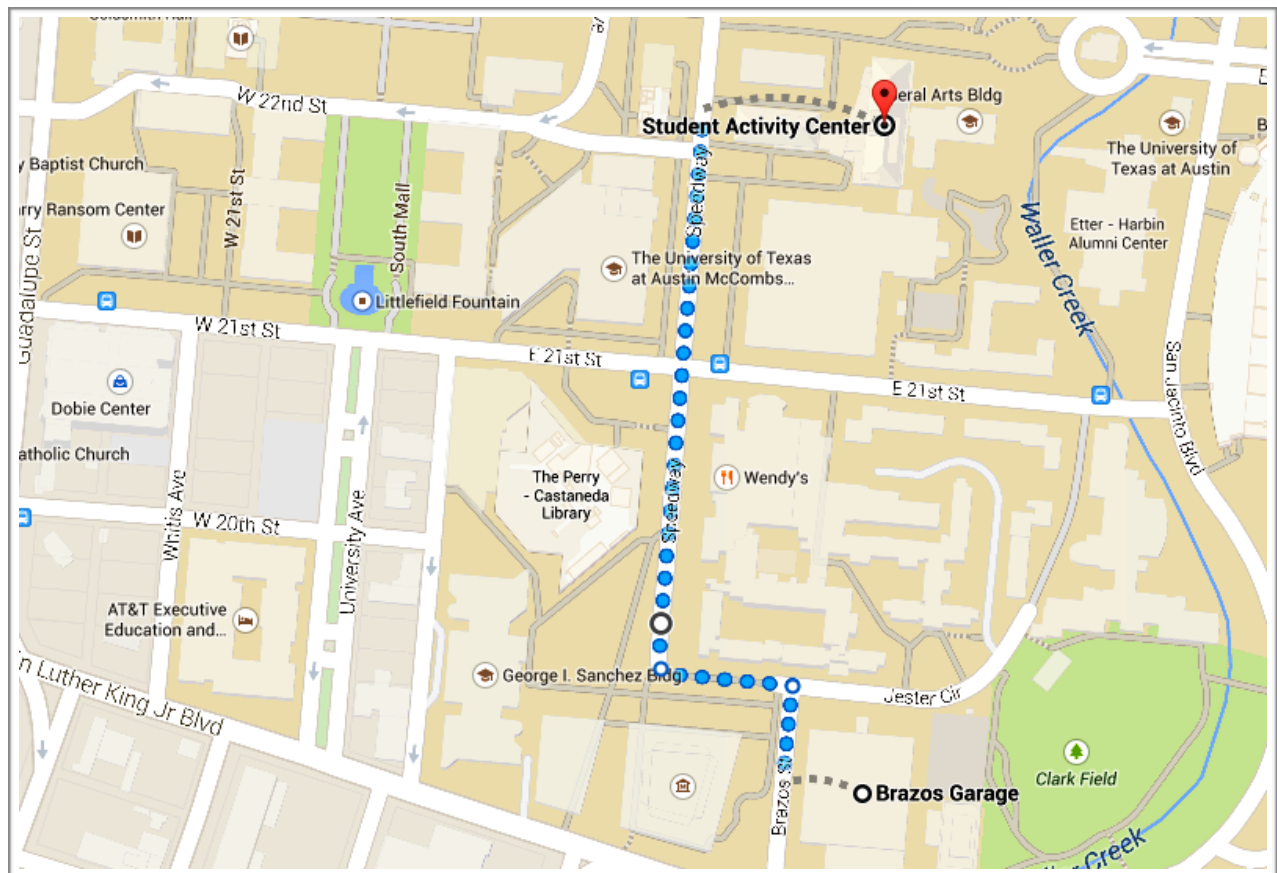 W 22nd St
eral Arts Bldg
Student Activity Center
The University of
Texas at Austin
y Baptist Church
W 21st St
South Mall
Speedway
rry Ransom Center
Etter - Harbin
Alumni Center
Waller Creek
Guadalupe St
The University of Texas
at Austin McCombs...
Littlefield Fountain
W 21st St
E 21st St
E 21st St
San Jacinto Blvd
Dobie Center
atholic Church
The Perry
- Castaneda
Library
Speedway
Wendy's
Whitis Ave
W 20th St
University Ave
AT&T Executive
Education and...
George I. Sanchez Bldg
Jester Cir
n Luther King Jr Blvd
Clark Field
Brazos St
Brazos Garage
Creek